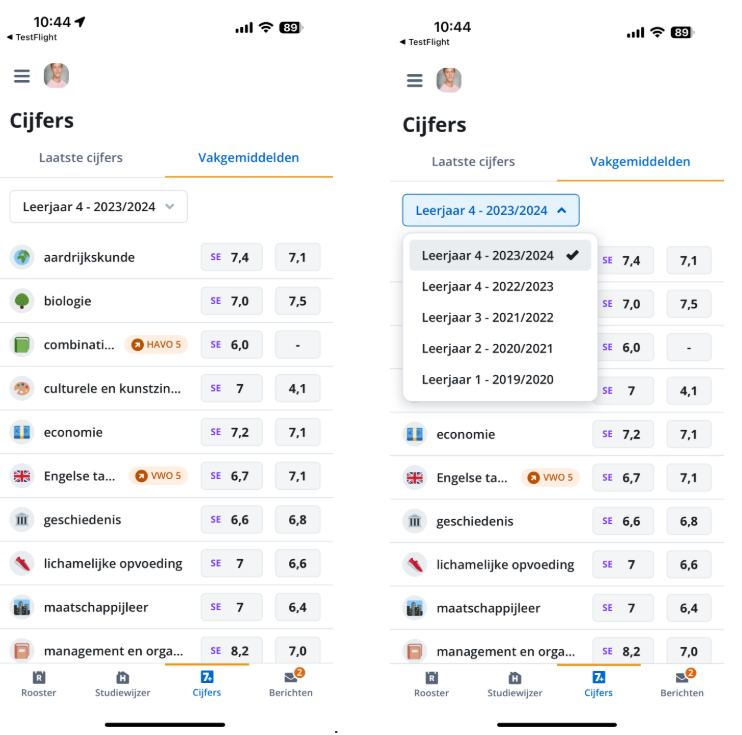 10:44
89
◀ TestFlight
Cijfers
Laatste cijfers Vakgemiddelden
Leerjaar 4 - 2023/2024
aardrijkskunde SE 7,4 7,1
biologie SE 7,0 7,5
combinati... HAVO 5 SE 6,0 -
culturele en kunstzin... SE 7 4,1
economie SE 7,2 7,1
Engelse ta... VWO 5 SE 6,7 7,1
geschiedenis SE 6,6 6,8
lichamelijke opvoeding SE 7 6,6
maatschappijleer SE 7 6,4
management en orga... SE 8,2 7,0
R H 7. 2
Rooster Studiewijzer Cijfers Berichten
10:44
89
◀ TestFlight
Cijfers
Laatste cijfers Vakgemiddelden
Leerjaar 4 - 2023/2024
Leerjaar 4 - 2023/2024 SE 7,4 7,1
Leerjaar 4 - 2022/2023 SE 7,0 7,5
Leerjaar 3 - 2021/2022
Leerjaar 2 - 2020/2021 SE 6,0 -
Leerjaar 1 - 2019/2020 SE 7 4,1
economie SE 7,2 7,1
Engelse ta... VWO 5 SE 6,7 7,1
geschiedenis SE 6,6 6,8
lichamelijke opvoeding SE 7 6,6
maatschappijleer SE 7 6,4
management en orga... SE 8,2 7,0
R H 7. 2
Rooster Studiewijzer Cijfers Berichten